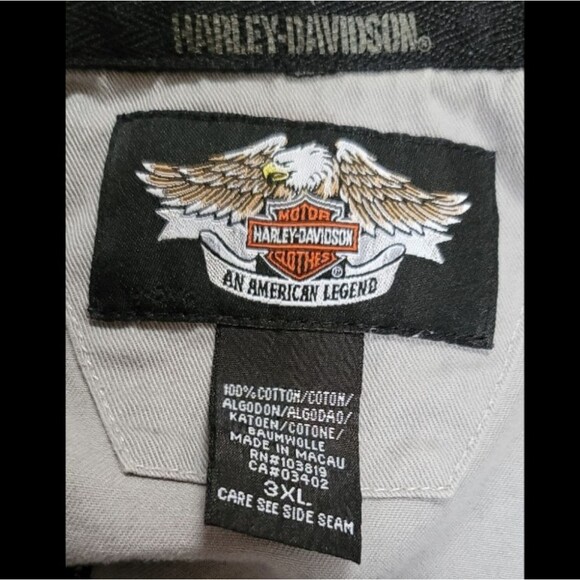 HARLEY-DAVIDSON®
MOTOR
HARLEY-DAVIDSON
CLOTHES
®
AN AMERICAN LEGEND
100% COTTON/COTON/
ALGODON/ALGODAO/
KATOEN/COTONE/
BAUMWOLLE
MADE IN MACAU
RN#103819
CA#03402
3XL
CARE SEE SIDE SEAM